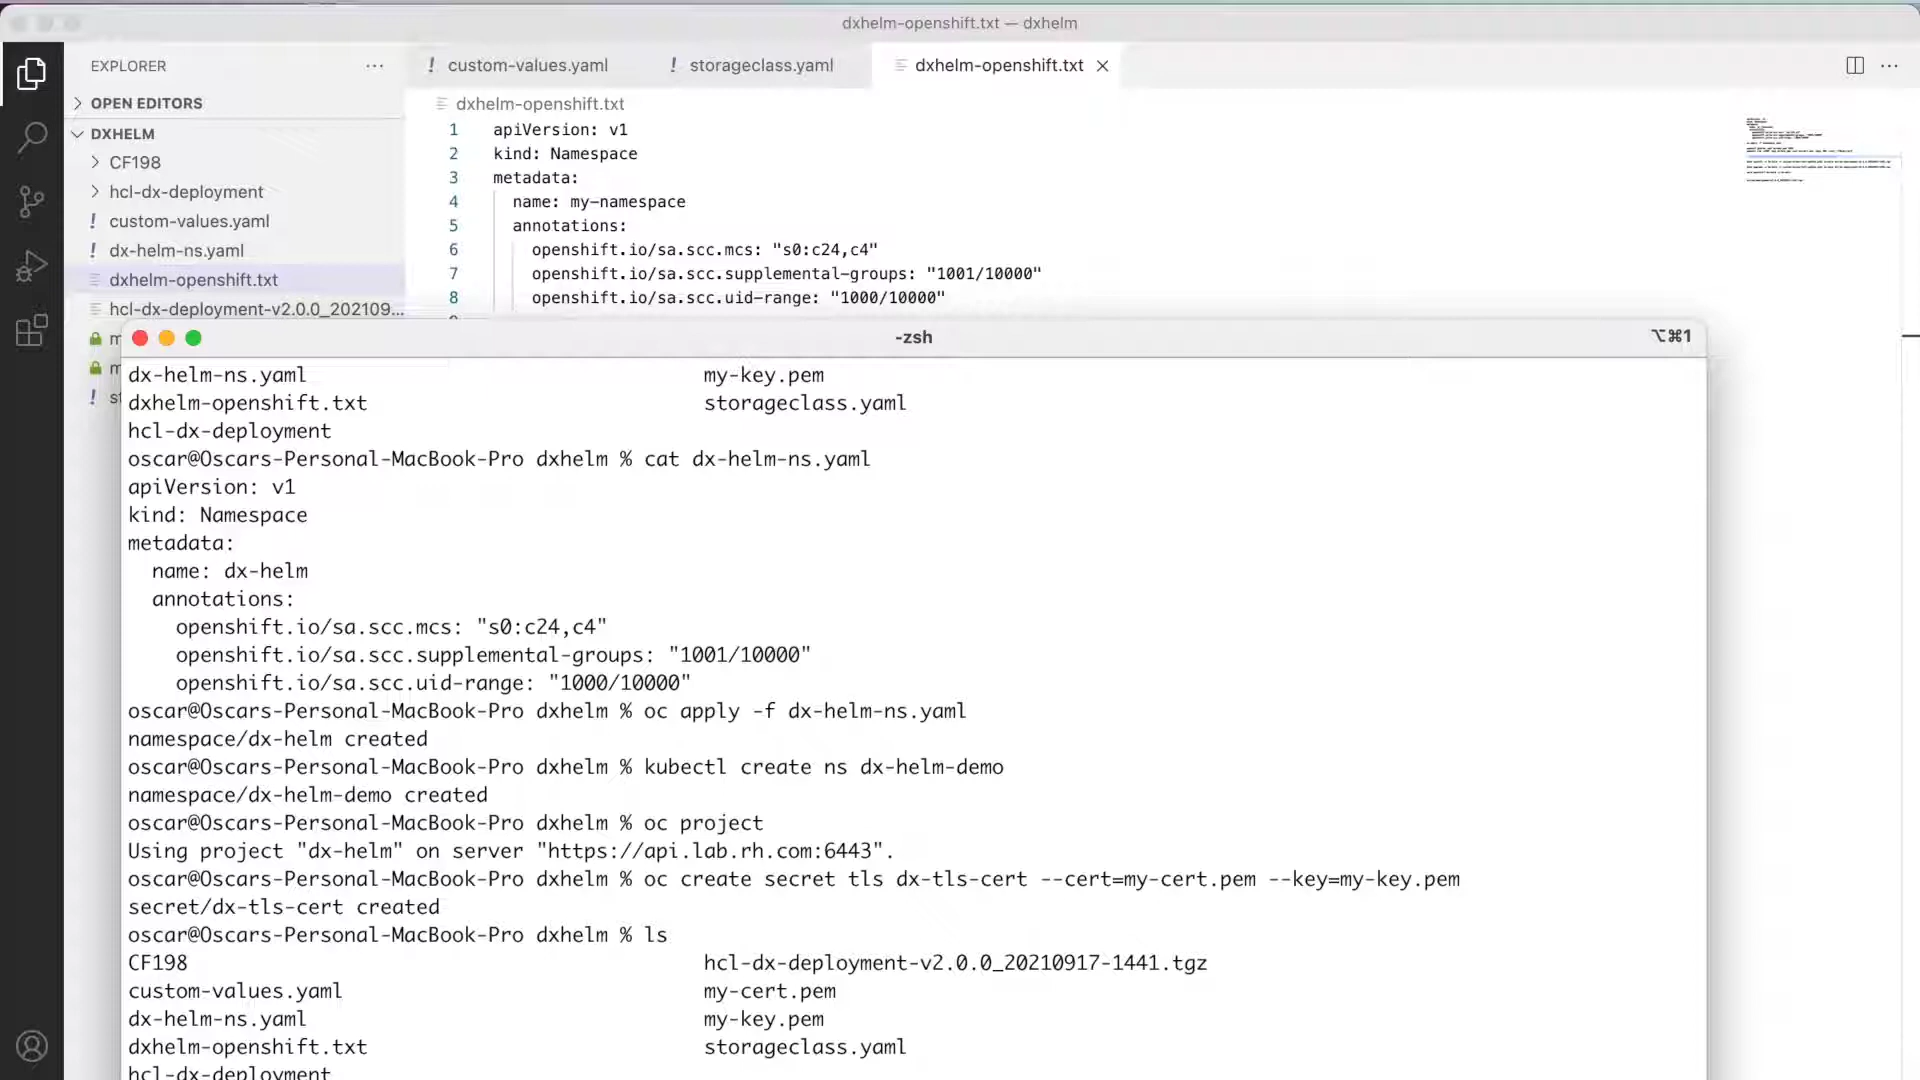 dxhelm-openshift.txt — dxhelm
EXPLORER
OPEN EDITORS
DXHELM
CF198
hcl-dx-deployment
! custom-values.yaml
! dx-helm-ns.yaml
dxhelm-openshift.txt
hcl-dx-deployment-v2.0.0_202109...
m
m
! st
! custom-values.yaml
! storageclass.yaml
dxhelm-openshift.txt
dxhelm-openshift.txt
1 apiVersion: v1
2 kind: Namespace
3 metadata:
4 name: my-namespace
5 annotations:
6 openshift.io/sa.scc.mcs: "s0:c24,c4"
7 openshift.io/sa.scc.supplemental-groups: "1001/10000"
8 openshift.io/sa.scc.uid-range: "1000/10000"
-zsh
⌥⌘1
dx-helm-ns.yaml my-key.pem
dxhelm-openshift.txt storageclass.yaml
hcl-dx-deployment
oscar@Oscars-Personal-MacBook-Pro dxhelm % cat dx-helm-ns.yaml
apiVersion: v1
kind: Namespace
metadata:
name: dx-helm
annotations:
openshift.io/sa.scc.mcs: "s0:c24,c4"
openshift.io/sa.scc.supplemental-groups: "1001/10000"
openshift.io/sa.scc.uid-range: "1000/10000"
oscar@Oscars-Personal-MacBook-Pro dxhelm % oc apply -f dx-helm-ns.yaml
namespace/dx-helm created
oscar@Oscars-Personal-MacBook-Pro dxhelm % kubectl create ns dx-helm-demo
namespace/dx-helm-demo created
oscar@Oscars-Personal-MacBook-Pro dxhelm % oc project
Using project "dx-helm" on server "https://api.lab.rh.com:6443".
oscar@Oscars-Personal-MacBook-Pro dxhelm % oc create secret tls dx-tls-cert --cert=my-cert.pem --key=my-key.pem
secret/dx-tls-cert created
oscar@Oscars-Personal-MacBook-Pro dxhelm % ls
CF198 hcl-dx-deployment-v2.0.0_20210917-1441.tgz
custom-values.yaml my-cert.pem
dx-helm-ns.yaml my-key.pem
dxhelm-openshift.txt storageclass.yaml
hcl-dx-deployment